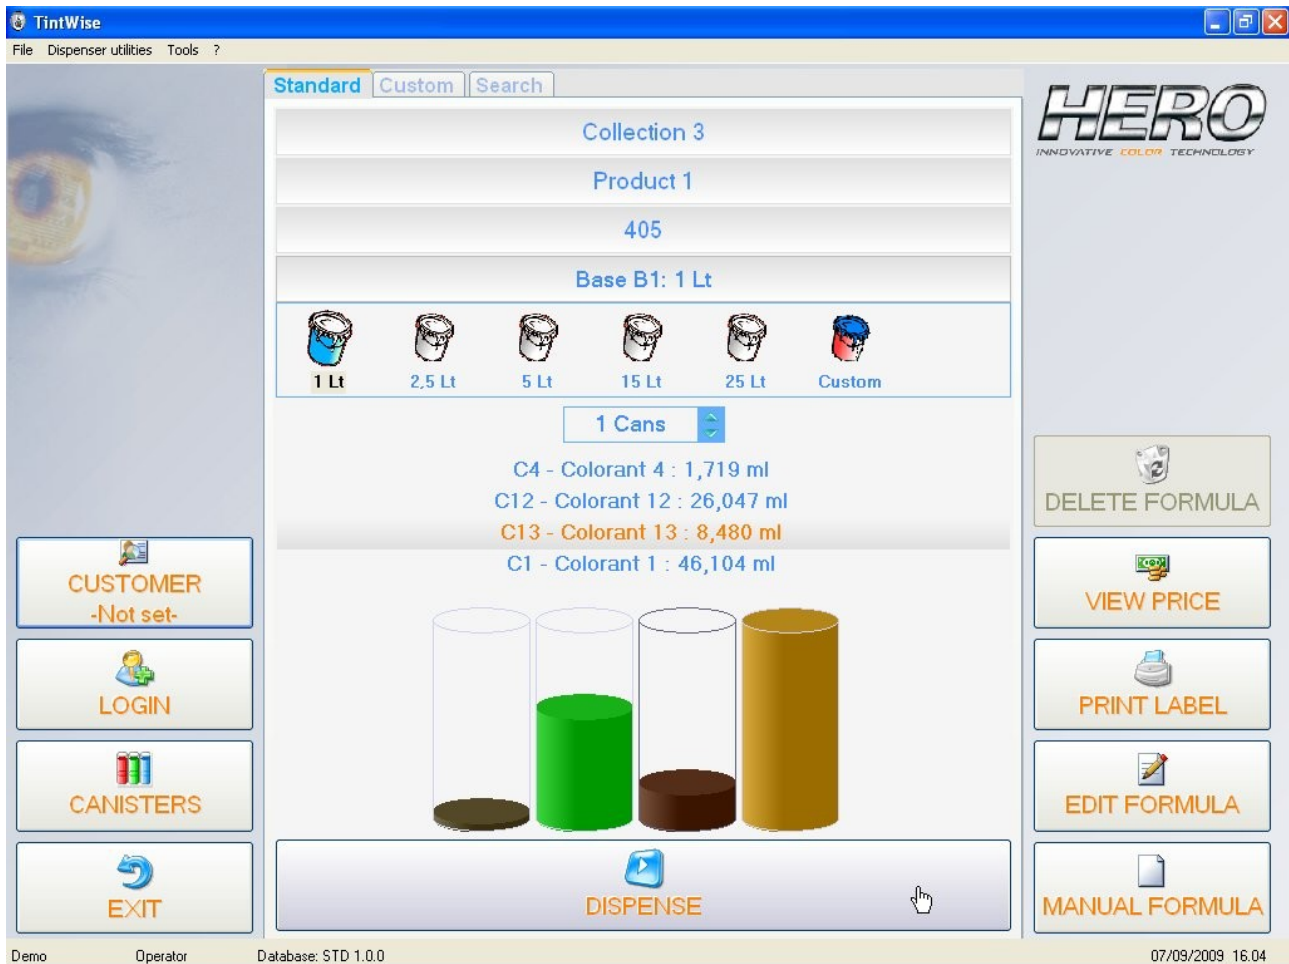 TintWise
File Dispenser utilities Tools ?
Standard Custom Search
HERO
INNOVATIVE COLOR TECHNOLOGY
Collection 3
Product 1
405
Base B1: 1 Lt
1 Lt 2,5 Lt 5 Lt 15 Lt 25 Lt Custom
1 Cans
C4 - Colorant 4 : 1,719 ml
C12 - Colorant 12 : 26,047 ml
C13 - Colorant 13 : 8,480 ml
C1 - Colorant 1 : 46,104 ml
CUSTOMER
-Not set-
LOGIN
CANISTERS
EXIT
DISPENSE
DELETE FORMULA
VIEW PRICE
PRINT LABEL
EDIT FORMULA
MANUAL FORMULA
Demo Operator Database: STD 1.0.0 07/09/2009 16.04